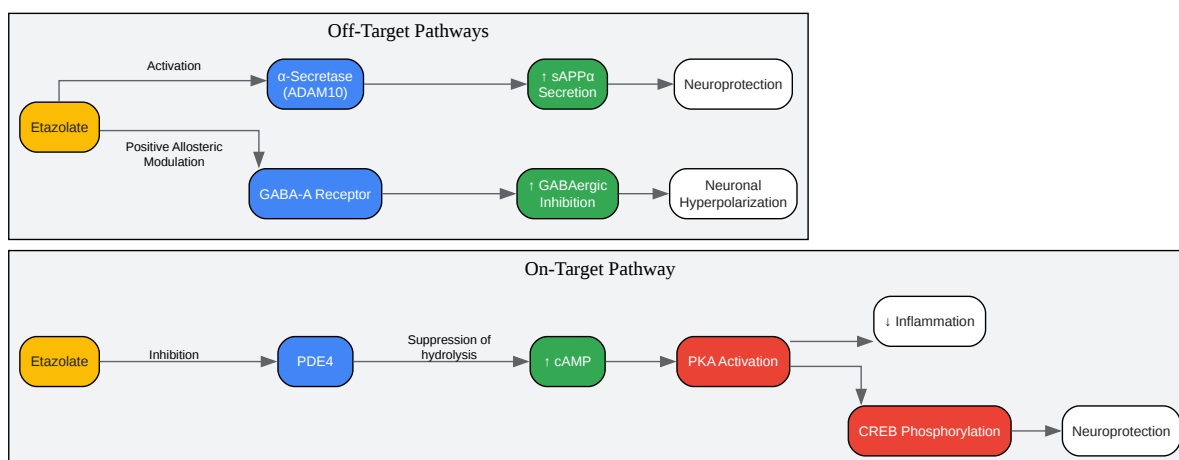 Off-Target Pathways
Activation
α-Secretase
(ADAM10)
↑ sAPPα
Secretion
Neuroprotection
Etazolate
Positive Allosteric
Modulation
GABA-A Receptor
↑ GABAergic
Inhibition
Neuronal
Hyperpolarization
On-Target Pathway
Etazolate
Inhibition
PDE4
Suppression of
hydrolysis
↑ cAMP
PKA Activation
↓ Inflammation
CREB Phosphorylation
Neuroprotection